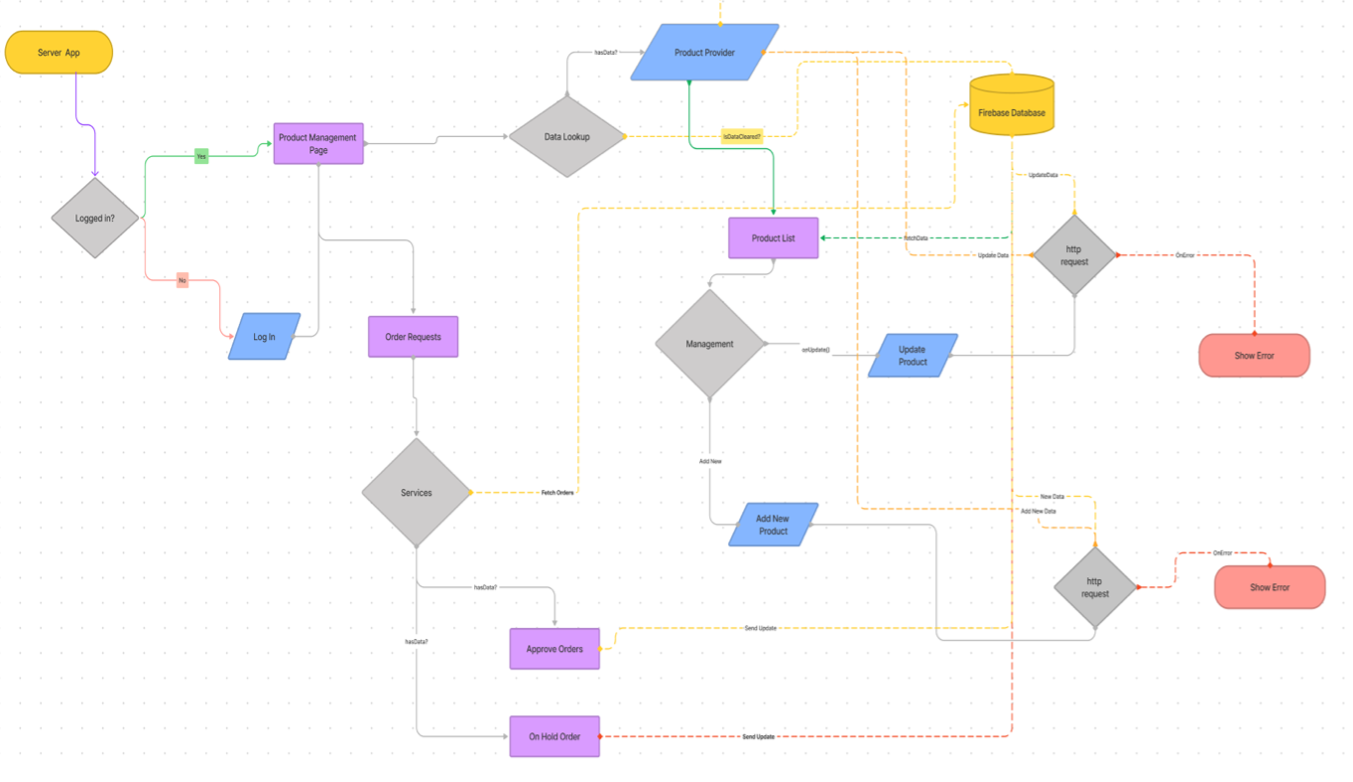 Server App
hasData?
Product Provider
Firebase Database
Product Management
Page
Data Lookup
isDataCleared?
Yes
UpdateData
Logged in?
Product List
fetchData
Update Data
http
request
OnError
No
Log In
Order Requests
Management
onUpdate()
Update
Product
Show Error
Add New
Services
Fetch Orders
New Data
Add New Data
Add New
Product
OnError
hasData?
http
request
Show Error
Send Update
hasData?
Approve Orders
On Hold Order
Send Update